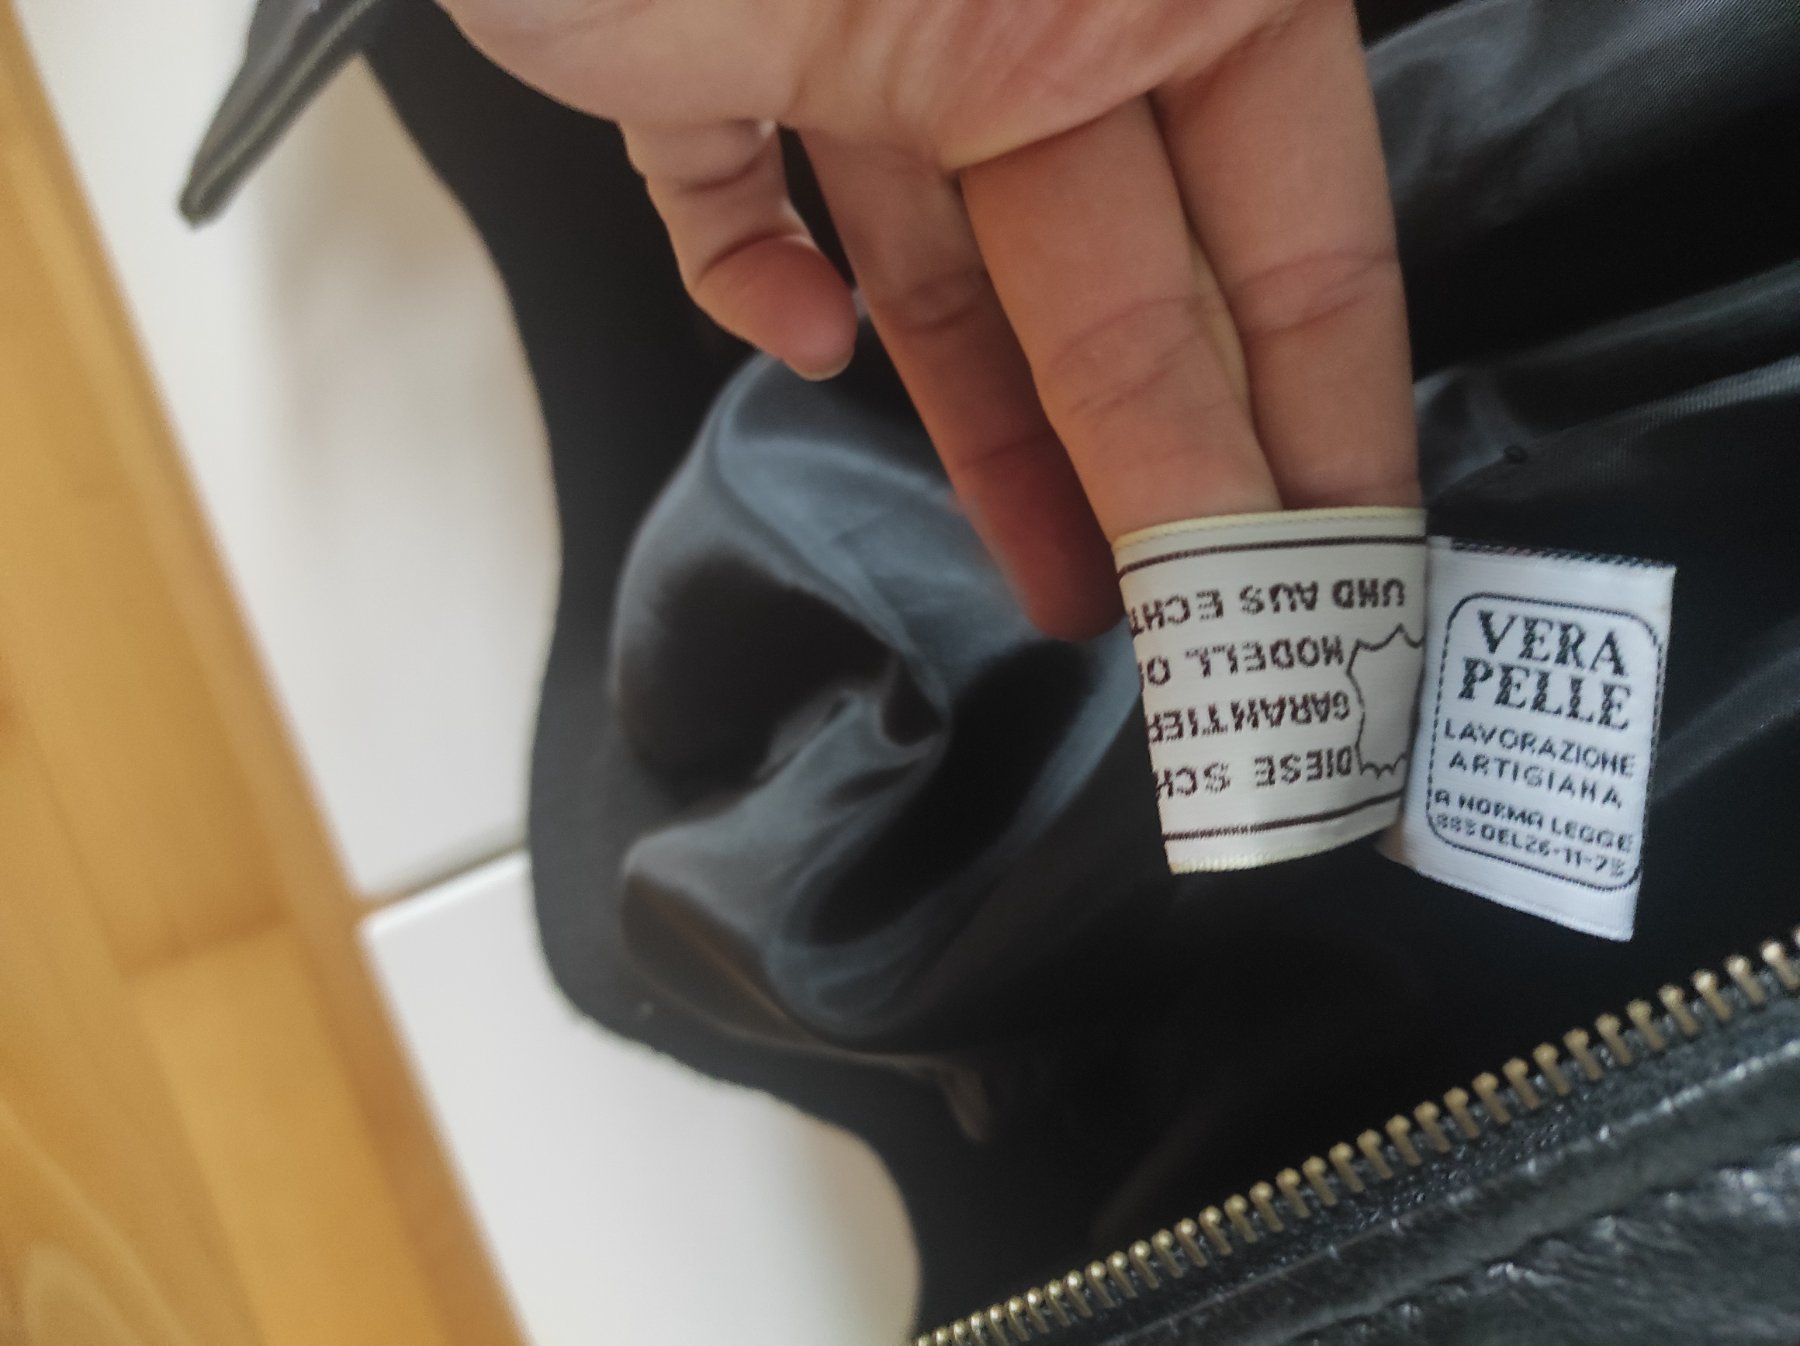 DIESE SCH
GARANTIER
MODELL O
UND AUS ECHT
VERA
PELLE
LAVORAZIONE
ARTIGIANA
A NORMA LEGGE
883 DEL 26-11-73